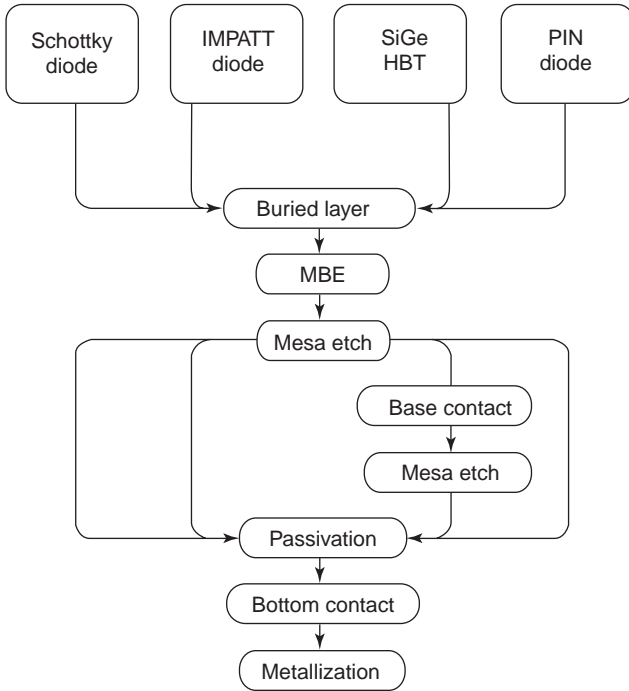 Schottky
diode
IMPATT
diode
SiGe
HBT
PIN
diode
Buried layer
MBE
Mesa etch
Base contact
Mesa etch
Passivation
Bottom contact
Metallization